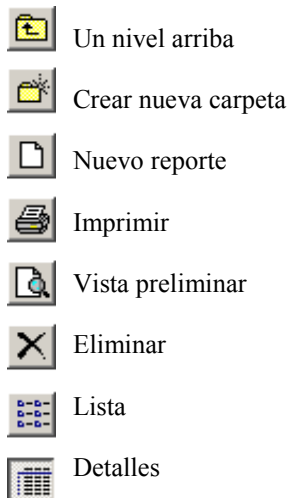 Un nivel arriba
Crear nueva carpeta
Nuevo reporte
Imprimir
Vista preliminar
Eliminar
Lista
Detalles